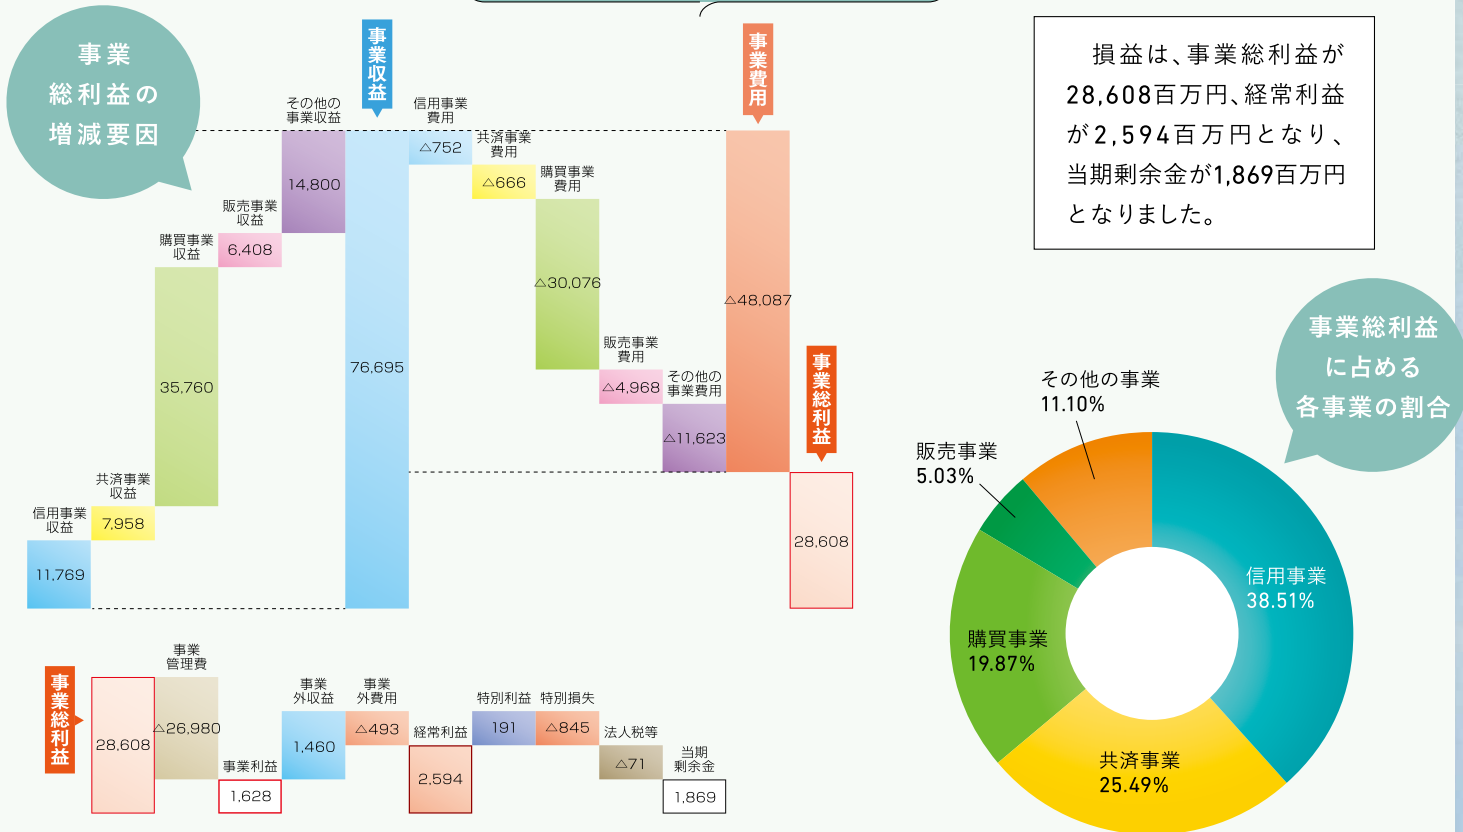 事業
総利益の
増減要因
事業収益
事業費用
事業総利益
その他の
事業収益
14,800
販売事業
収益
6,408
購買事業
収益
35,760
共済事業
収益
7,958
信用事業
収益
11,769
76,695
信用事業
費用
△752
共済事業
費用
△666
購買事業
費用
△30,076
販売事業
費用
△4,968
その他の
事業費用
△11,623
△48,087
28,608
損益は、事業総利益が
28,608百万円、経常利益
が2,594百万円となり、
当期剰余金が1,869百万円
となりました。
事業総利益
28,608
事業
管理費
△26,980
事業利益
1,628
事業
外収益
1,460
事業
外費用
△493
経常利益
2,594
特別利益
191
特別損失
△845
法人税等
△71
当期
剰余金
1,869
事業総利益
に占める
各事業の割合
その他の事業
11.10%
販売事業
5.03%
購買事業
19.87%
信用事業
38.51%
共済事業
25.49%